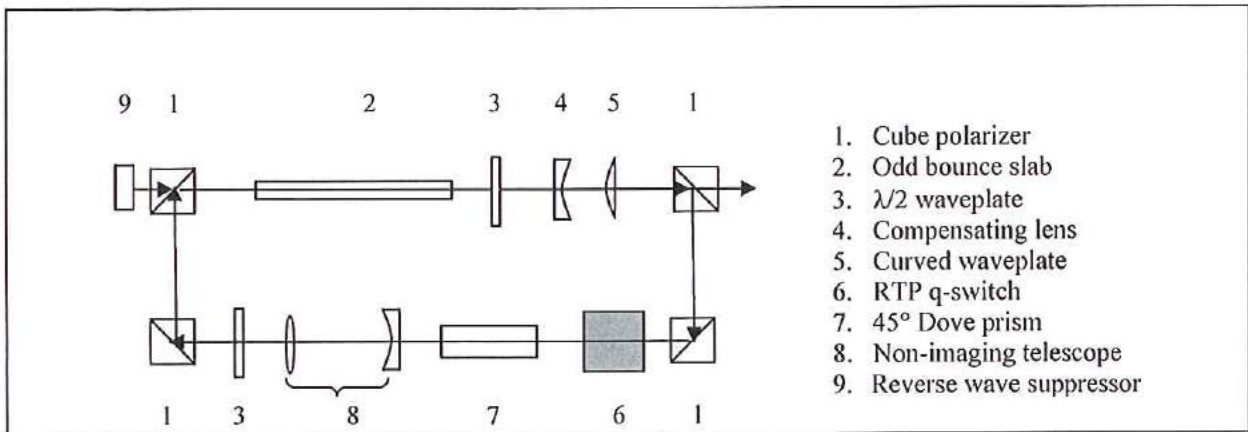 9 1 2 3 4 5 1
1. Cube polarizer
2. Odd bounce slab
3. λ/2 waveplate
4. Compensating lens
5. Curved waveplate
6. RTP q-switch
7. 45° Dove prism
8. Non-imaging telescope
9. Reverse wave suppressor
1 3 8 7 6 1